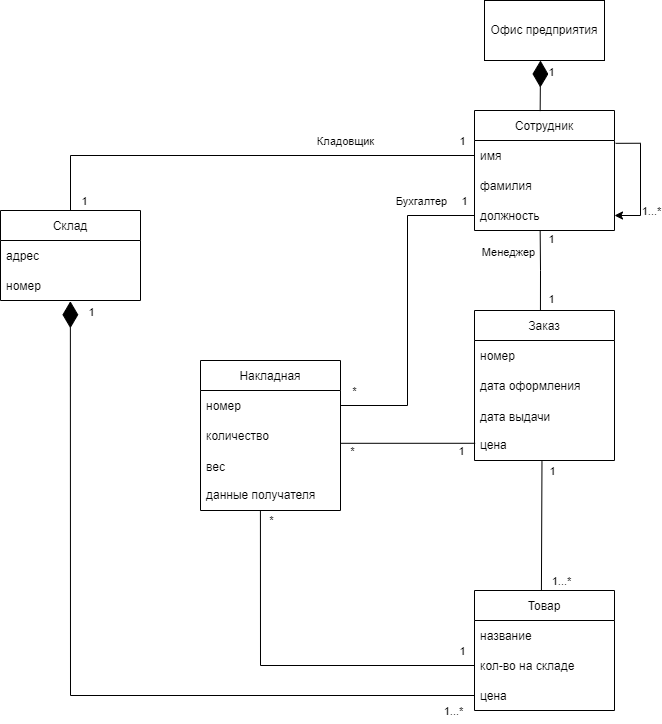 Офис предприятия
1
Сотрудник
Кладовщик
1
имя
фамилия
Бухгалтер
1
должность
1...*
1
Менеджер
1
Склад
адрес
номер
1
1
Заказ
номер
дата оформления
дата выдачи
цена
1
1
Накладная
*
номер
количество
*
вес
данные получателя
*
1...*
Товар
название
1
кол-во на складе
цена
1...*